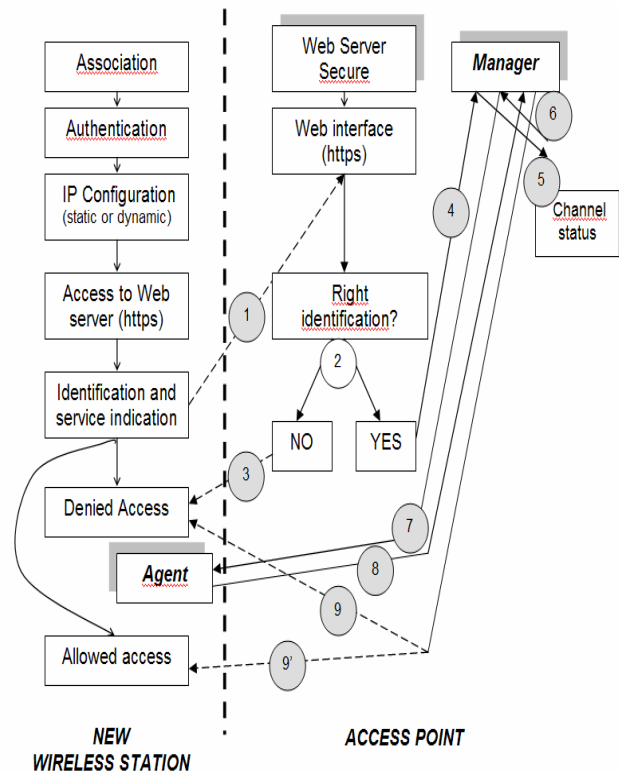 Association
Authentication
IP Configuration
(static or dynamic)
Access to Web
server (https)
Identification and
service indication
Denied Access
Agent
Allowed access
Web Server
Secure
Web interface
(https)
Right
identification?
NO
YES
Manager
Channel
status
1
2
3
4
5
6
7
8
9
9'
NEW
WIRELESS STATION
ACCESS POINT